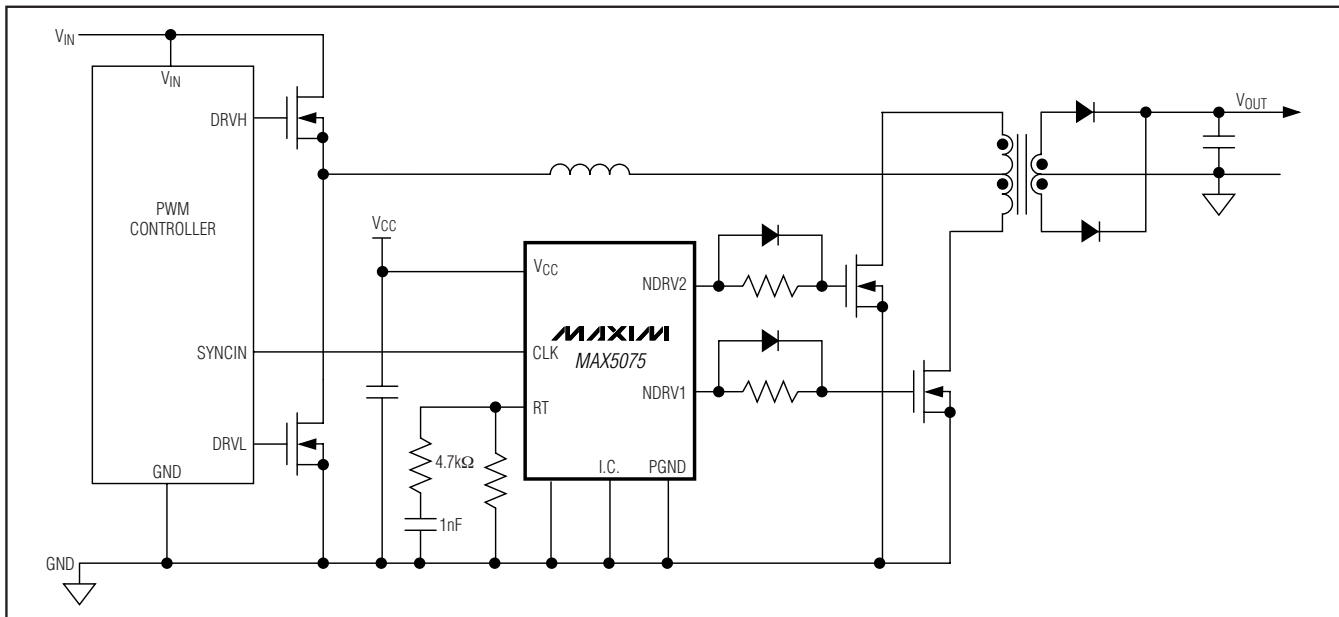 VIN
VIN
DRVH
PWM
CONTROLLER
SYNCIN
DRVL
GND
GND
VCC
VCC
NDRV2
MAXIM
MAX5075
CLK
NDRV1
RT
I.C.
PGND
4.7kΩ
1nF
VOUT